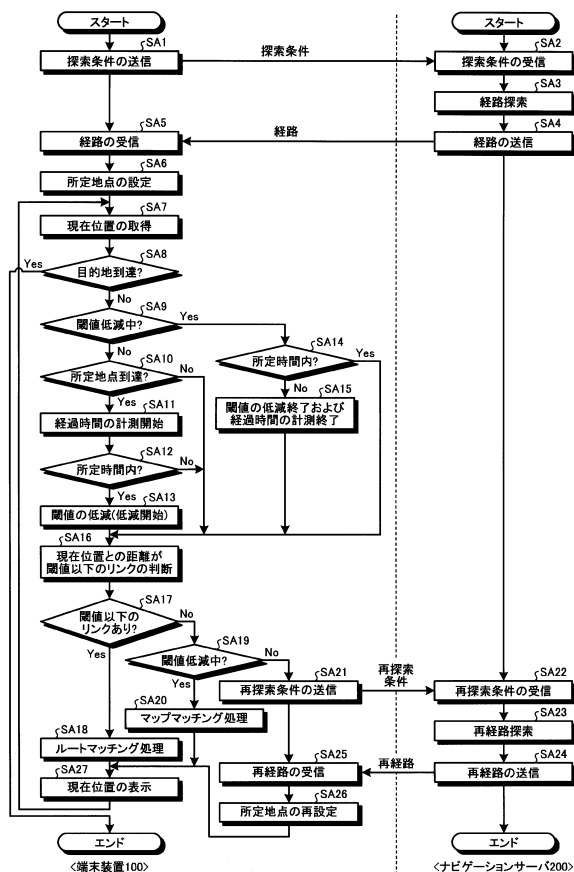 スタート
スタート
SA1
探索条件の送信
探索条件
SA2
探索条件の受信
SA3
経路探索
SA4
経路の送信
経路
SA5
経路の受信
SA6
所定地点の設定
SA7
現在位置の取得
SA8
目的地到達?
Yes
No
SA9
閾値低減中?
Yes
No
SA10
所定地点到達?
No
Yes
SA14
所定時間内?
Yes
No
SA15
閾値の低減終了および
経過時間の計測終了
SA11
経過時間の計測開始
SA12
所定時間内?
No
Yes
SA13
閾値の低減(低減開始)
SA16
現在位置との距離が
閾値以下のリンクの判断
SA17
閾値以下の
リンクあり?
No
Yes
SA19
閾値低減中?
No
Yes
SA20
マップマッチング処理
SA21
再探索条件の送信
再探索
条件
SA22
再探索条件の受信
SA23
再経路探索
SA24
再経路の送信
再経路
SA25
再経路の受信
SA26
所定地点の再設定
SA18
ルートマッチング処理
SA27
現在位置の表示
エンド
エンド
<端末装置100>
<ナビゲーションサーバ200>